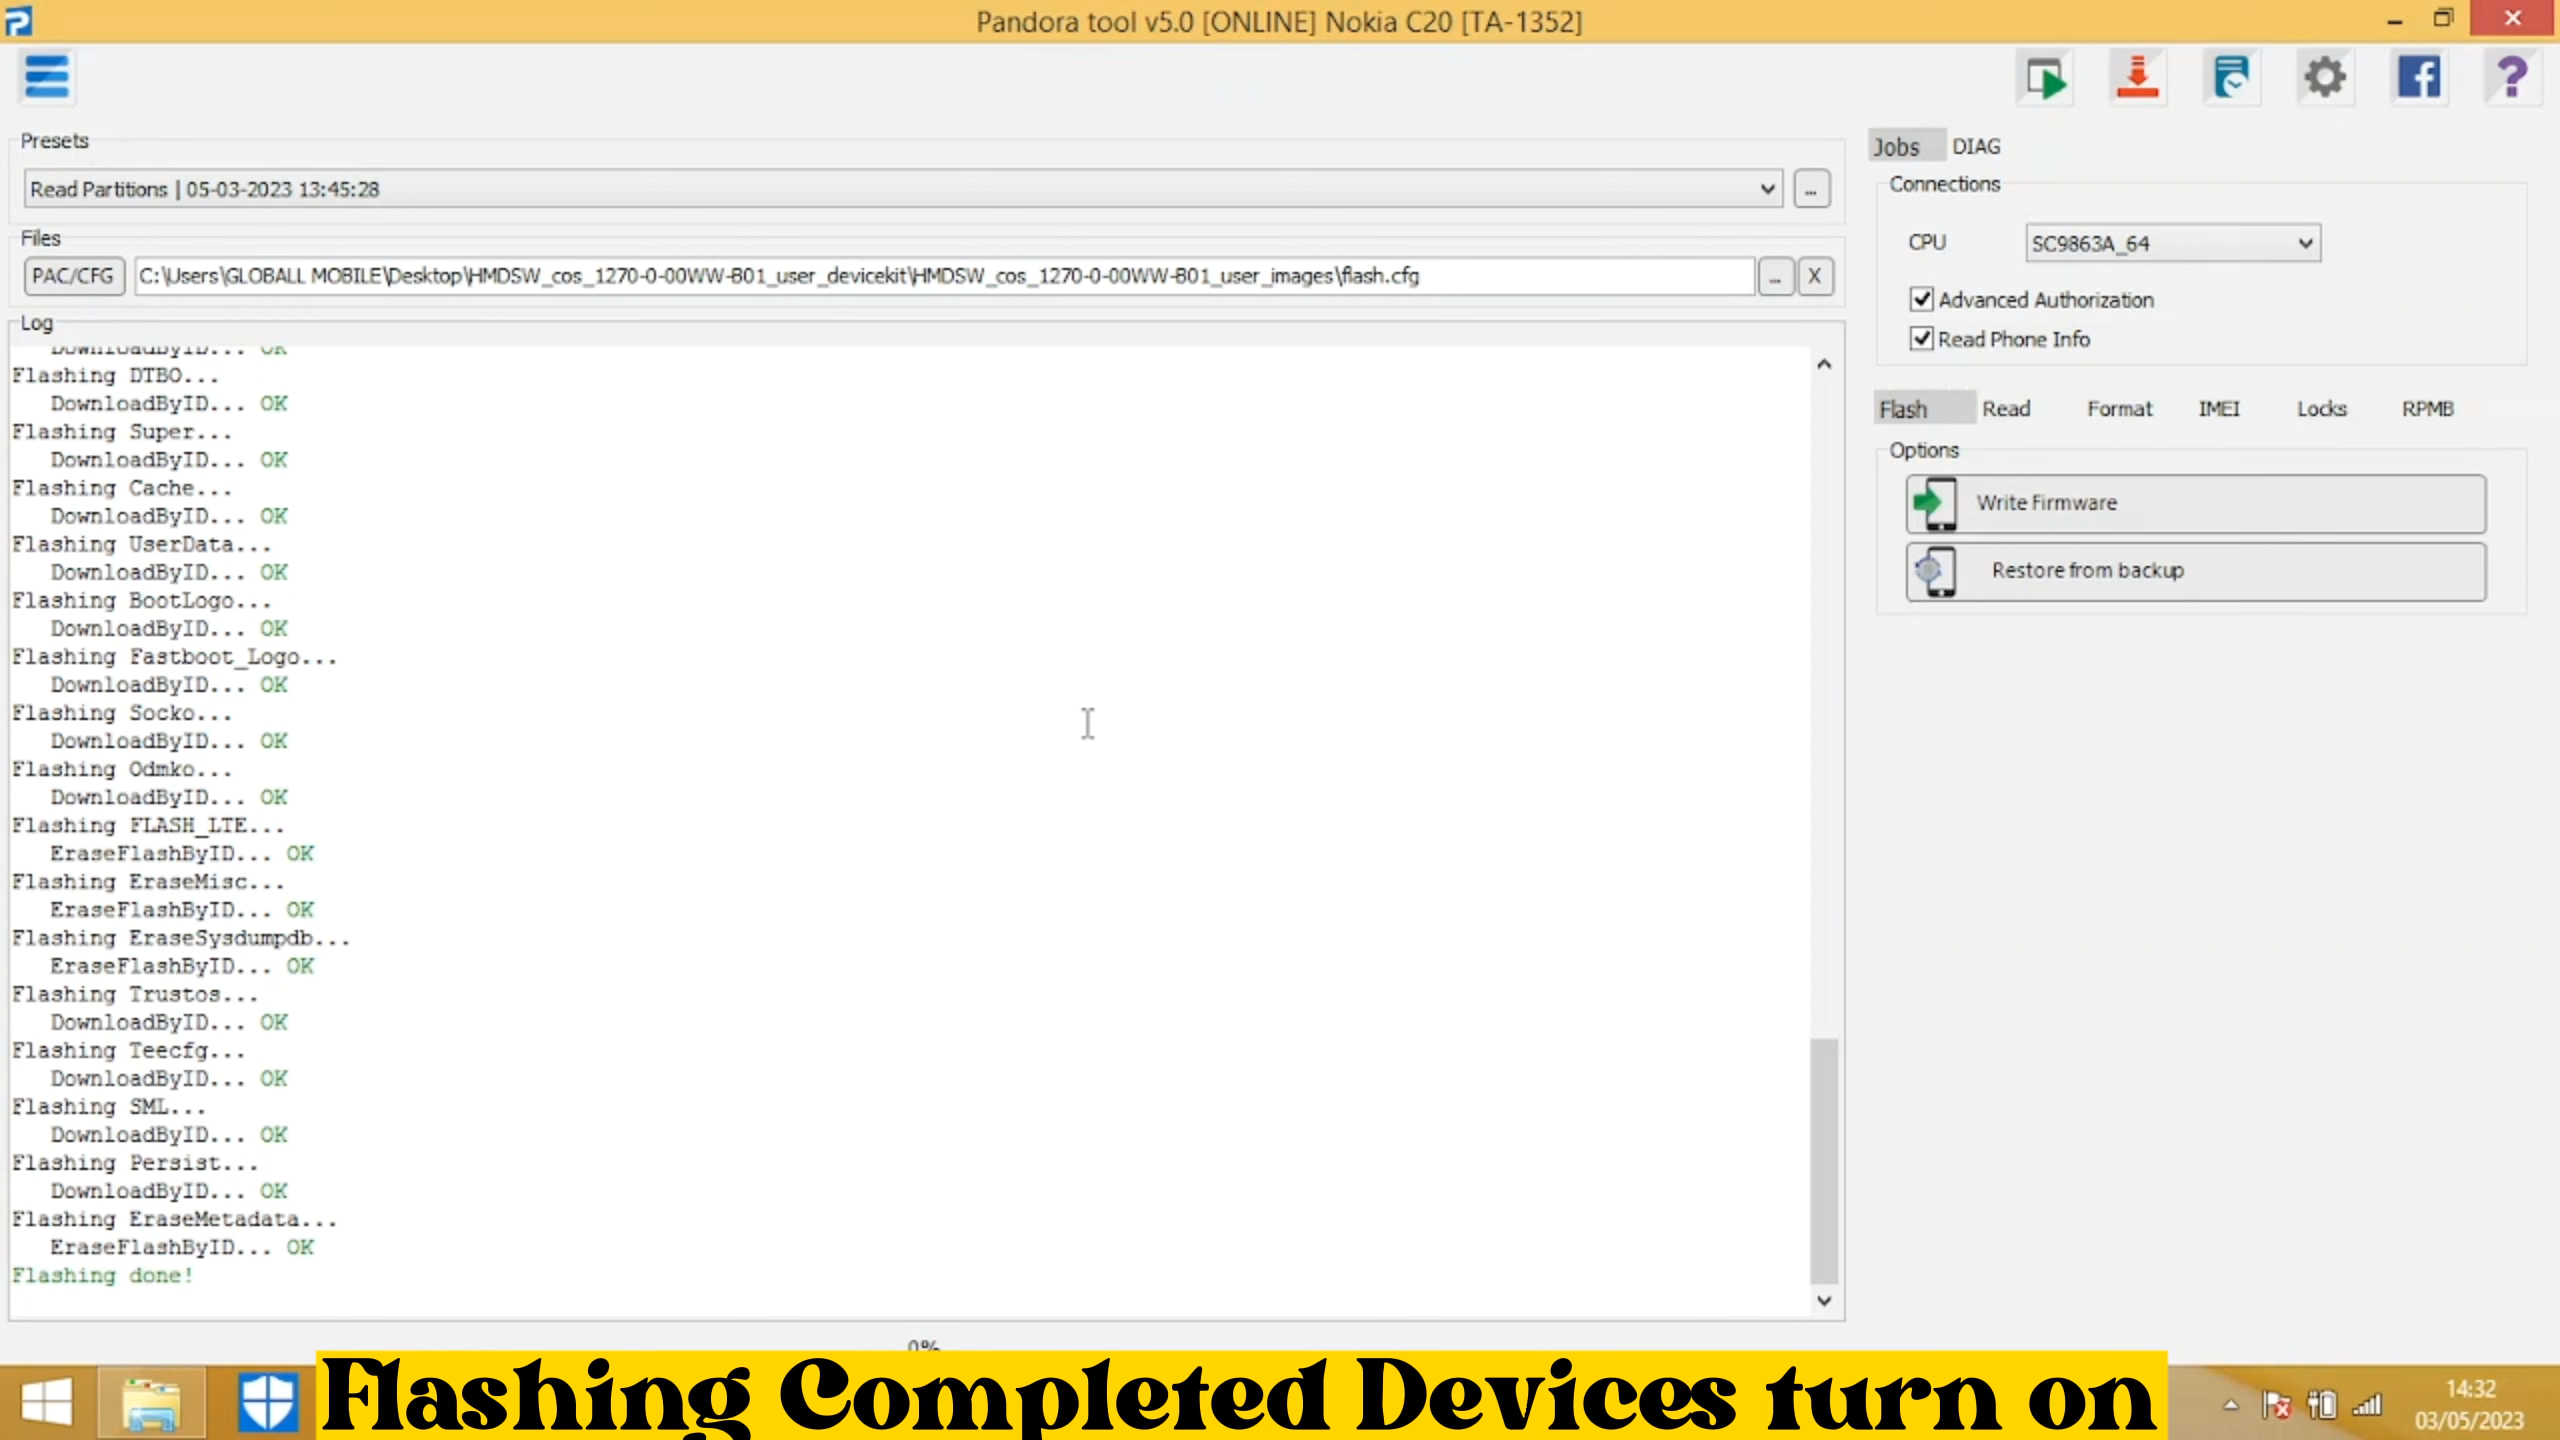 Pandora tool v5.0 [ONLINE] Nokia C20 [TA-1352]
Presets
Read Partitions | 05-03-2023 13:45:28
...
Files
PAC/CFG
C:\Users\GLOBALL MOBILE\Desktop\HMDSW_cos_1270-0-00WW-B01_user_devicekit\HMDSW_cos_1270-0-00WW-B01_user_images\flash.cfg
...
X
Log
DownloadByID... OK
Flashing DTBO...
DownloadByID... OK
Flashing Super...
DownloadByID... OK
Flashing Cache...
DownloadByID... OK
Flashing UserData...
DownloadByID... OK
Flashing BootLogo...
DownloadByID... OK
Flashing Fastboot_Logo...
DownloadByID... OK
Flashing Socko...
DownloadByID... OK
Flashing Odmko...
DownloadByID... OK
Flashing FLASH_LTE...
EraseFlashByID... OK
Flashing EraseMisc...
EraseFlashByID... OK
Flashing EraseSysdumpdb...
EraseFlashByID... OK
Flashing Trustos...
DownloadByID... OK
Flashing Teecfg...
DownloadByID... OK
Flashing SML...
DownloadByID... OK
Flashing Persist...
DownloadByID... OK
Flashing EraseMetadata...
EraseFlashByID... OK
Flashing done!
0%
Jobs DIAG
Connections
CPU SC9863A_64
Advanced Authorization
Read Phone Info
Flash Read Format IMEI Locks RPMB
Options
Write Firmware
Restore from backup
Flashing Completed Devices turn on
14:32
03/05/2023